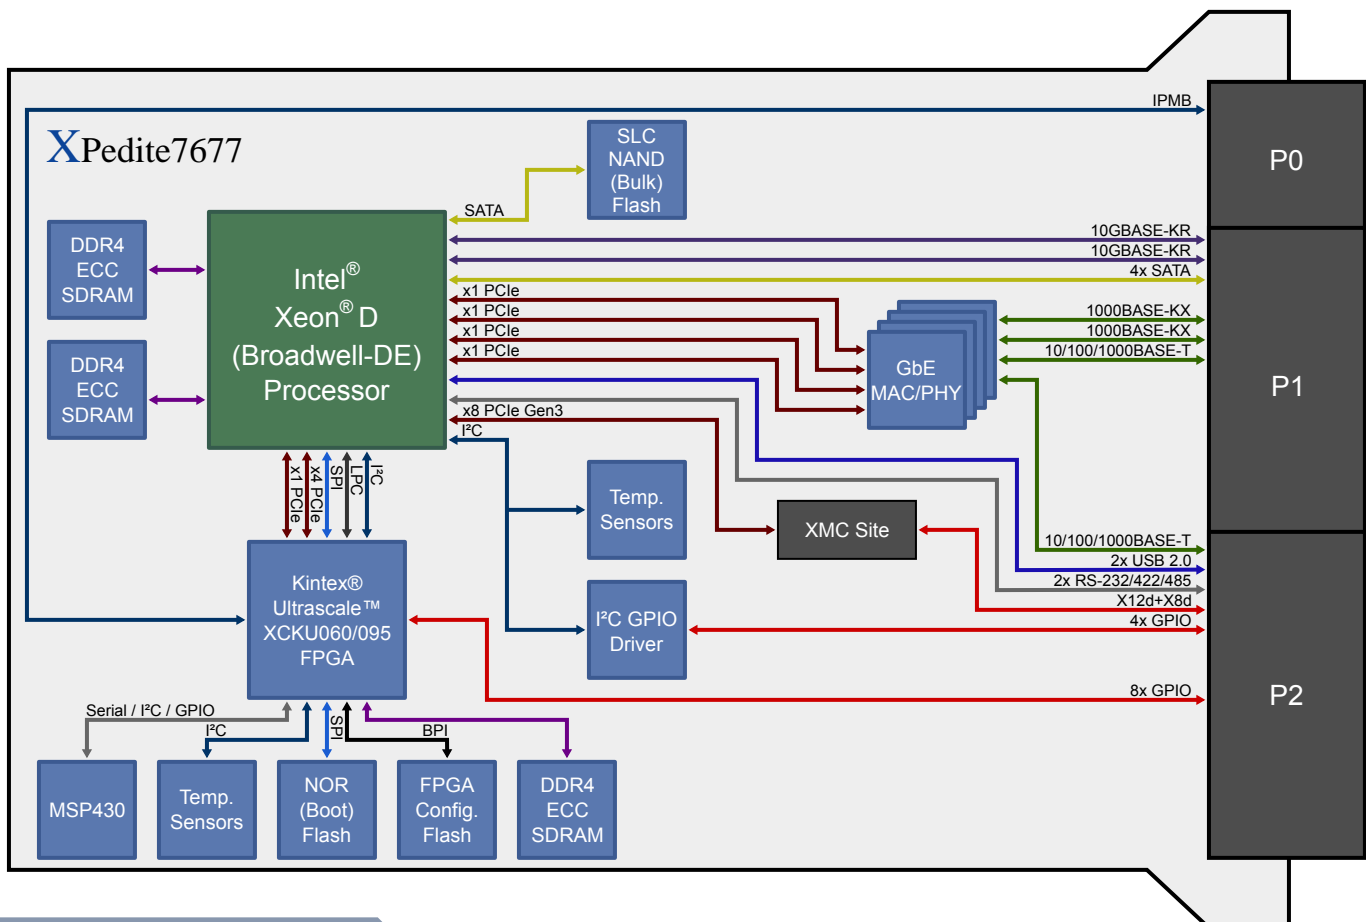 IPMB
XPedite7677
P0
SLC
NAND
(Bulk)
Flash
SATA
DDR4
ECC
SDRAM
Intel®
Xeon® D
(Broadwell-DE)
Processor
10GBASE-KR
10GBASE-KR
4x SATA
x1 PCIe
x1 PCIe
x1 PCIe
x1 PCIe
1000BASE-KX
1000BASE-KX
10/100/1000BASE-T
GbE
MAC/PHY
P1
DDR4
ECC
SDRAM
x8 PCIe Gen3
I²C
x1 PCIe
x4 PCIe
SPI
LPC
I²C
Temp.
Sensors
XMC Site
10/100/1000BASE-T
2x USB 2.0
2x RS-232/422/485
X12d+X8d
4x GPIO
Kintex®
Ultrascale™
XCKU060/095
FPGA
I²C GPIO
Driver
8x GPIO
P2
Serial / I²C / GPIO
I²C
SPI
BPI
MSP430
Temp.
Sensors
NOR
(Boot)
Flash
FPGA
Config.
Flash
DDR4
ECC
SDRAM